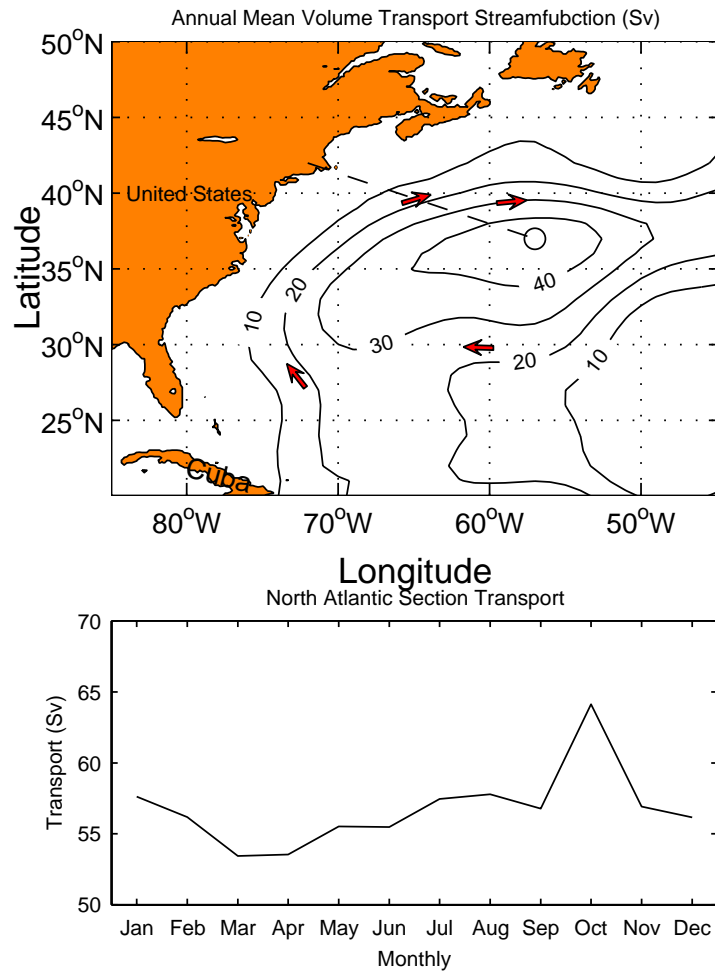 Annual Mean Volume Transport Streamfubction (Sv)
50°N
45°N
40°N
35°N
30°N
25°N
Latitude
United States
Cuba
10
20
30
40
20
10
80°W 70°W 60°W 50°W
Longitude
North Atlantic Section Transport
70
65
60
55
50
Transport (Sv)
Jan Feb Mar Apr May Jun Jul Aug Sep Oct Nov Dec
Monthly